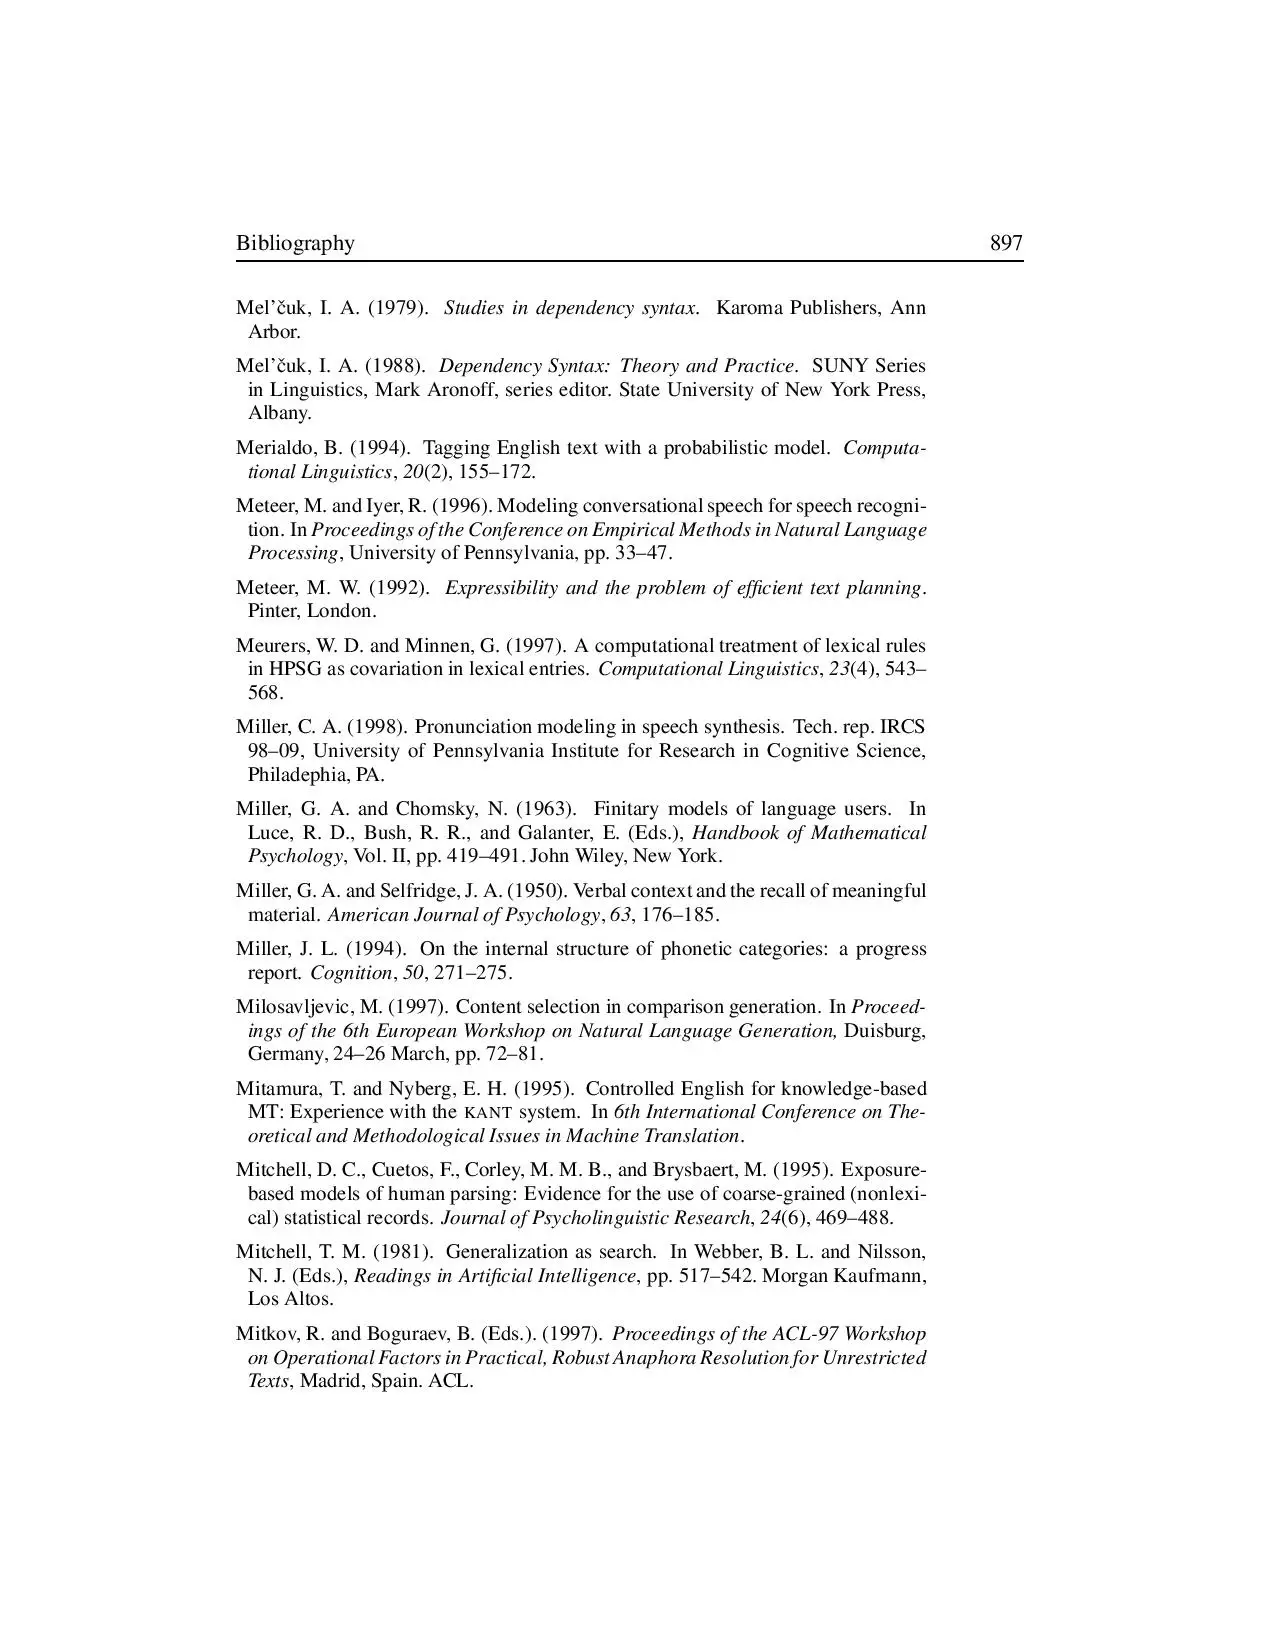 Bibliography 897
Mel’čuk, I. A. (1979). Studies in dependency syntax. Karoma Publishers, Ann
Arbor.
Mel’čuk, I. A. (1988). Dependency Syntax: Theory and Practice. SUNY Series
in Linguistics, Mark Aronoff, series editor. State University of New York Press,
Albany.
Merialdo, B. (1994). Tagging English text with a probabilistic model. Computa-
tional Linguistics, 20(2), 155–172.
Meteer, M. and Iyer, R. (1996). Modeling conversational speech for speech recogni-
tion. In Proceedings of the Conference on Empirical Methods in Natural Language
Processing, University of Pennsylvania, pp. 33–47.
Meteer, M. W. (1992). Expressibility and the problem of efficient text planning.
Pinter, London.
Meurers, W. D. and Minnen, G. (1997). A computational treatment of lexical rules
in HPSG as covariation in lexical entries. Computational Linguistics, 23(4), 543–
568.
Miller, C. A. (1998). Pronunciation modeling in speech synthesis. Tech. rep. IRCS
98–09, University of Pennsylvania Institute for Research in Cognitive Science,
Philadephia, PA.
Miller, G. A. and Chomsky, N. (1963). Finitary models of language users. In
Luce, R. D., Bush, R. R., and Galanter, E. (Eds.), Handbook of Mathematical
Psychology, Vol. II, pp. 419–491. John Wiley, New York.
Miller, G. A. and Selfridge, J. A. (1950). Verbal context and the recall of meaningful
material. American Journal of Psychology, 63, 176–185.
Miller, J. L. (1994). On the internal structure of phonetic categories: a progress
report. Cognition, 50, 271–275.
Milosavljevic, M. (1997). Content selection in comparison generation. In Proceed-
ings of the 6th European Workshop on Natural Language Generation, Duisburg,
Germany, 24–26 March, pp. 72–81.
Mitamura, T. and Nyberg, E. H. (1995). Controlled English for knowledge-based
MT: Experience with the KANT system. In 6th International Conference on The-
oretical and Methodological Issues in Machine Translation.
Mitchell, D. C., Cuetos, F., Corley, M. M. B., and Brysbaert, M. (1995). Exposure-
based models of human parsing: Evidence for the use of coarse-grained (nonlexi-
cal) statistical records. Journal of Psycholinguistic Research, 24(6), 469–488.
Mitchell, T. M. (1981). Generalization as search. In Webber, B. L. and Nilsson,
N. J. (Eds.), Readings in Artificial Intelligence, pp. 517–542. Morgan Kaufmann,
Los Altos.
Mitkov, R. and Boguraev, B. (Eds.). (1997). Proceedings of the ACL-97 Workshop
on Operational Factors in Practical, Robust Anaphora Resolution for Unrestricted
Texts, Madrid, Spain. ACL.